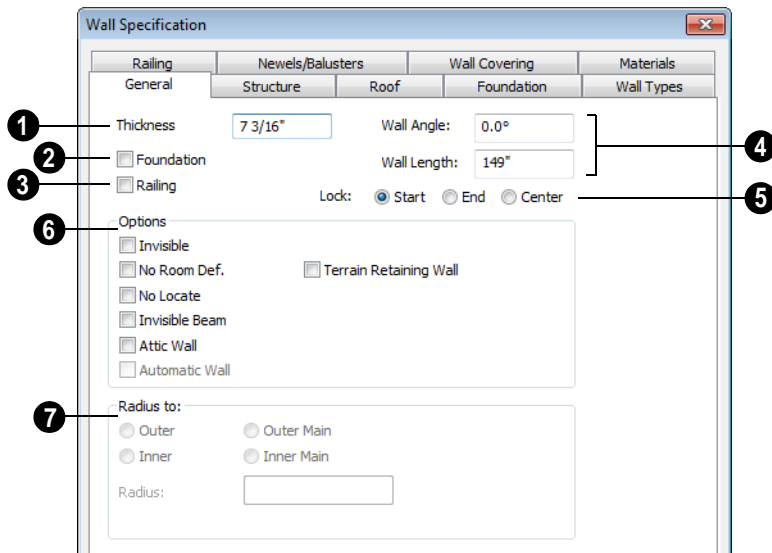 Wall Specification
Railing Newels/Balusters Wall Covering Materials
General Structure Roof Foundation Wall Types
1 Thickness 7 3/16" Wall Angle: 0.0°
2 Foundation Wall Length: 149" 4
3 Railing
Lock: Start End Center 5
6 Options
Invisible
No Room Def. Terrain Retaining Wall
No Locate
Invisible Beam
Attic Wall
Automatic Wall
7 Radius to:
Outer Outer Main
Inner Inner Main
Radius: